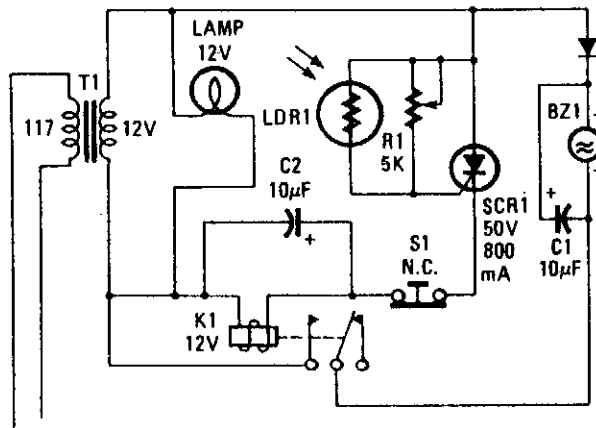 LAMP
12V
T1
117
12V
LDR1
R1
5K
BZ1
C2
10µF
+
SCR1
50V
800
mA
S1
N.C.
+
C1
10µF
K1
12V